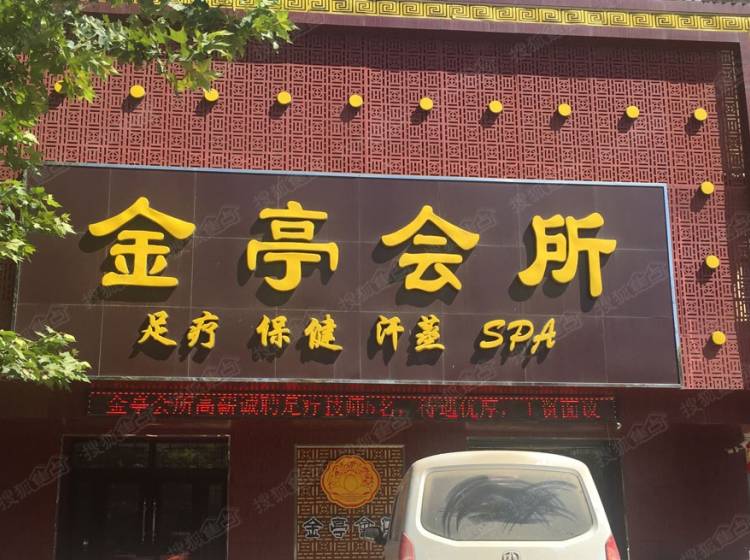 金亭会所
足疗 保健 汗蒸 SPA
金亭会所高薪诚聘足疗技师5名，待遇优厚，工资面议
金亭会